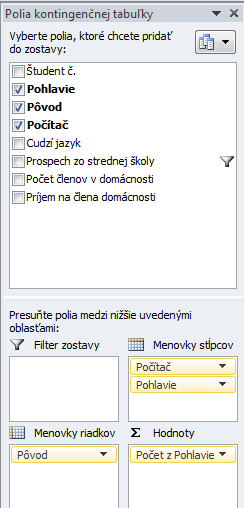 Polia kontingenčnej tabuľky
Vyberte polia, ktoré chcete pridať
do zostavy:
Študent č.
Pohlavie
Pôvod
Počítač
Cudzí jazyk
Prospech zo strednej školy
Počet členov v domácnosti
Príjem na člena domácnosti
Presuňte polia medzi nižšie uvedenými
oblasťami:
Filter zostavy
Menovky stĺpcov
Počítač
Pohlavie
Menovky riadkov
Σ Hodnoty
Pôvod
Počet z Pohlavie